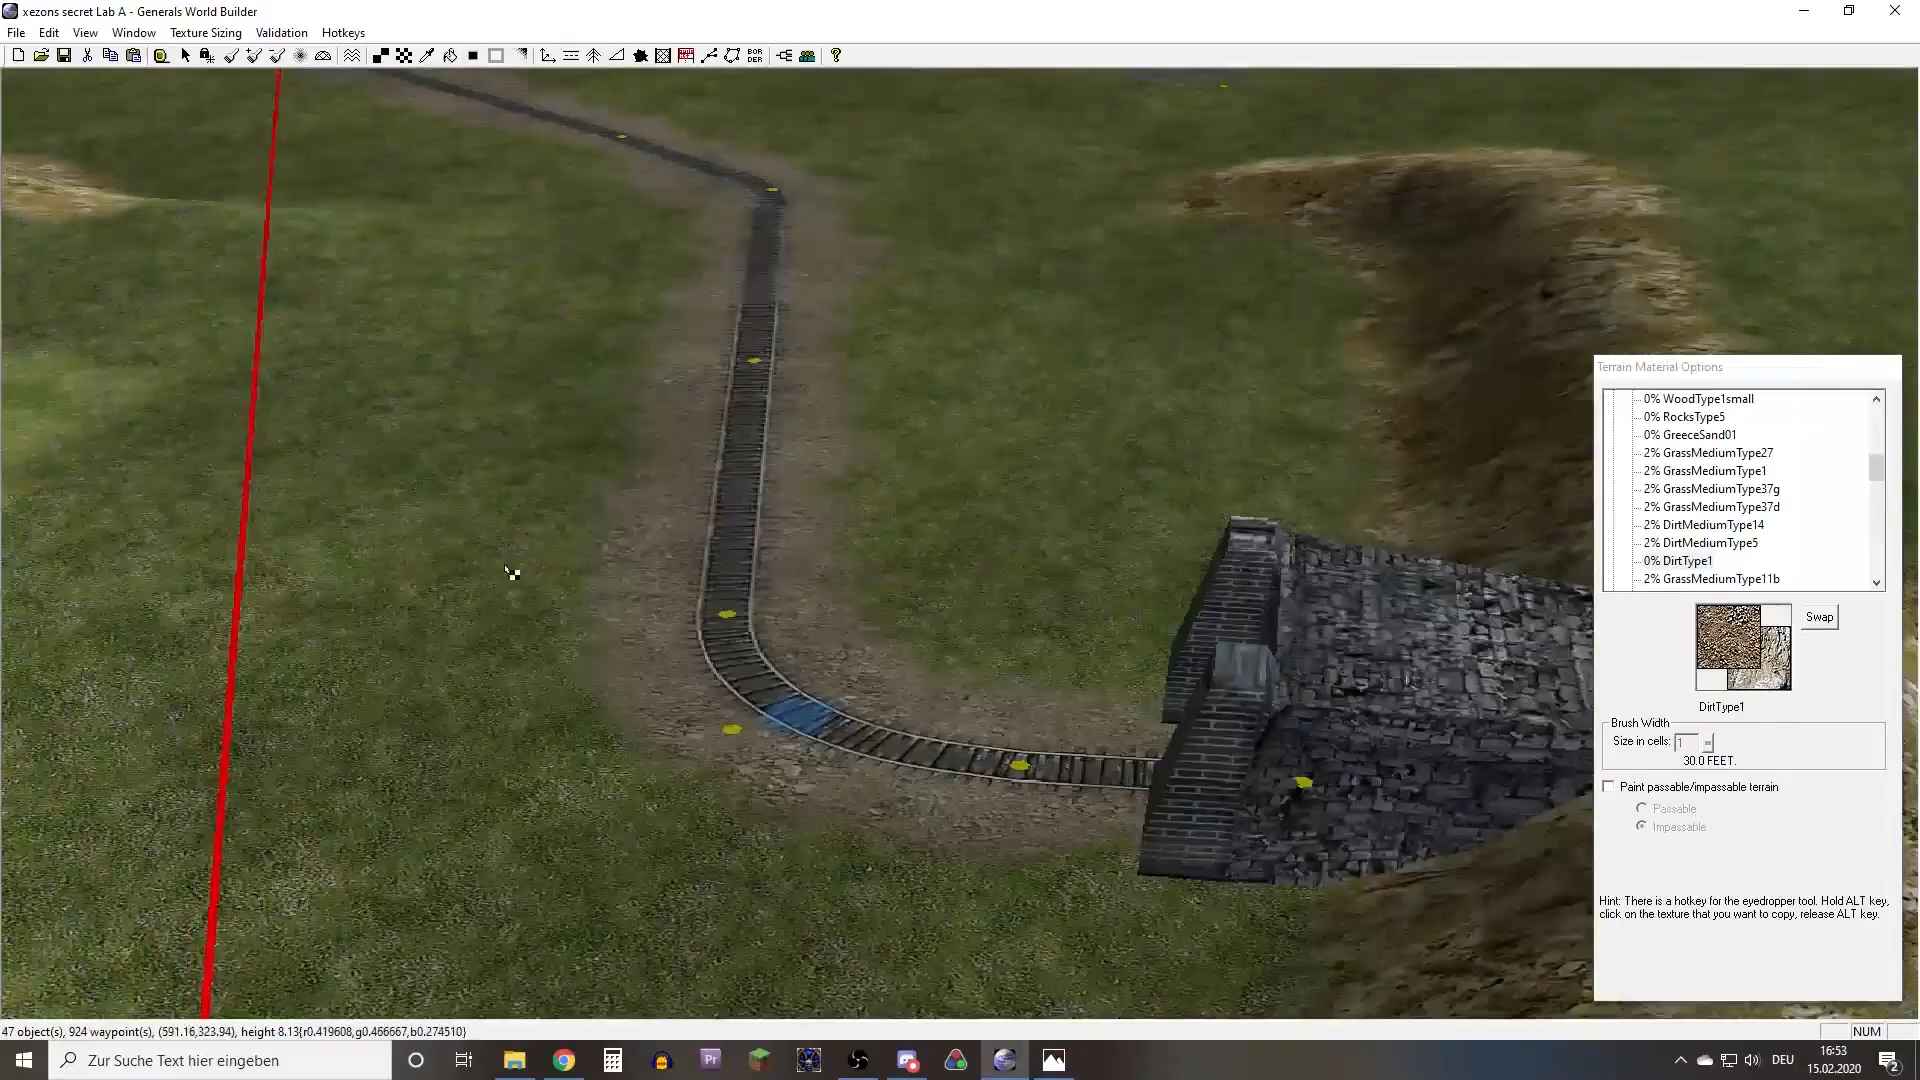 xezons secret Lab A - Generals World Builder
File Edit View Window Texture Sizing Validation Hotkeys
BOR
DER
Terrain Material Options
0% WoodType1small
0% RocksType5
0% GreeceSand01
2% GrassMediumType27
2% GrassMediumType1
2% GrassMediumType37g
2% GrassMediumType37d
2% DirtMediumType14
2% DirtMediumType5
0% DirtType1
2% GrassMediumType11b
Swap
DirtType1
Brush Width
Size in cells: 1
30.0 FEET.
Paint passable/impassable terrain
Passable
Impassable
Hint: There is a hotkey for the eyedropper tool. Hold ALT key,
click on the texture that you want to copy, release ALT key.
47 object(s), 924 waypoint(s), (591.16,323.94), height 8.13{r0.419608,g0.466667,b0.274510}
NUM
Zur Suche Text hier eingeben
Pr
DEU
16:53
15.02.2020
2